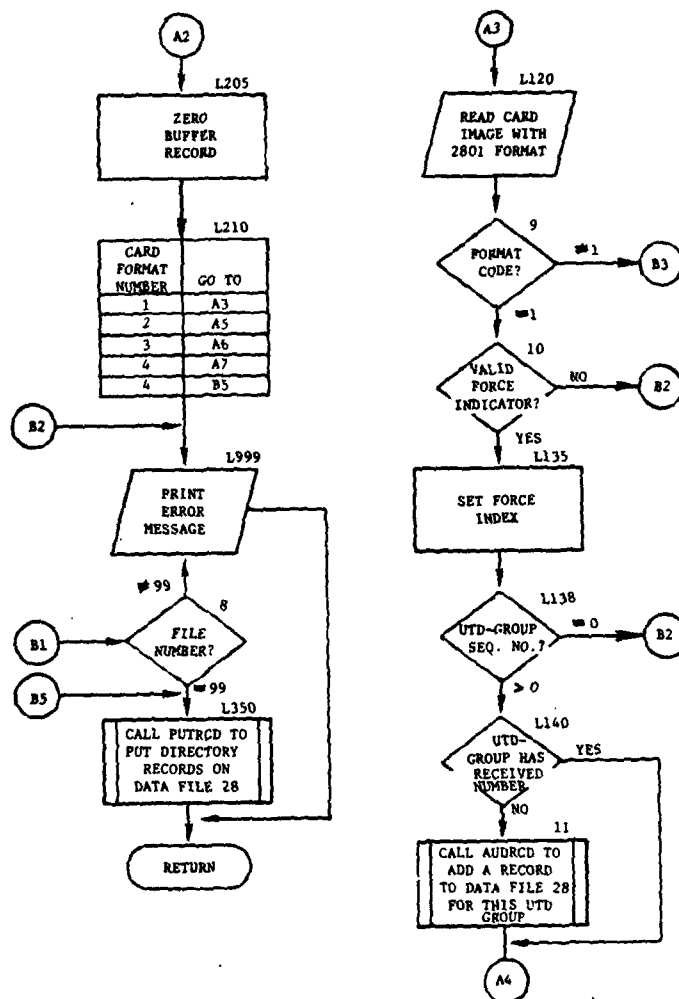 A2
L205
ZERO
BUFFER
RECORD
L210
CARD
FORMAT
NUMBER GO TO
1 A3
2 A5
3 A6
4 A7
4 B5
B2
L999
PRINT
ERROR
MESSAGE
≠ 99
8
B1
FILE
NUMBER?
B5
= 99
L350
CALL PUTRCD TO
PUT DIRECTORY
RECORDS ON
DATA FILE 28
RETURN
A3
L120
READ CARD
IMAGE WITH
2801 FORMAT
9
FORMAT
CODE?
≠1
B3
=1
10
VALID
FORCE
INDICATOR?
NO
B2
YES
L135
SET FORCE
INDEX
L138
UTD-GROUP
SEQ. NO.?
= 0
B2
> 0
L140
UTD-
GROUP HAS
RECEIVED
NUMBER
YES
NO
11
CALL AUDRCD TO
ADD A RECORD
TO DATA FILE 28
FOR THIS UTD
GROUP
A4